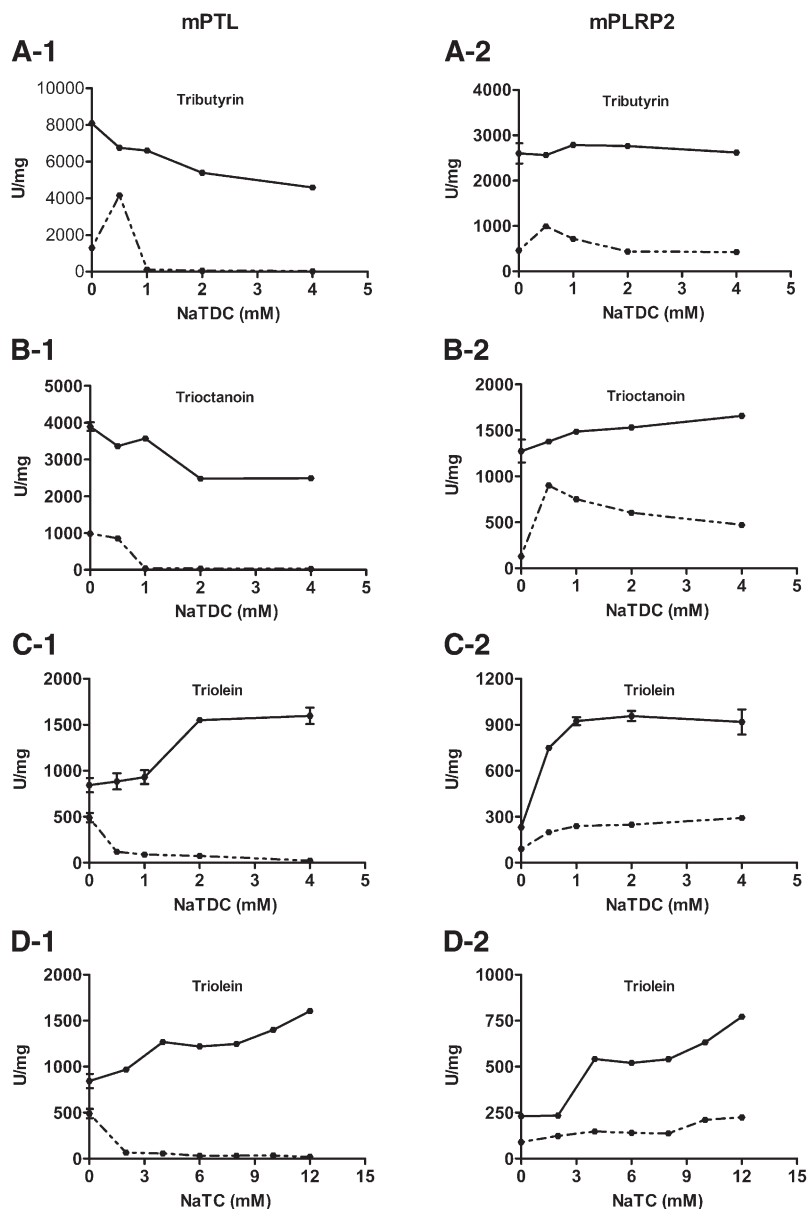 mPTL
mPLRP2
A-1
A-2
Tributyrin
U/mg
10000
8000
6000
4000
2000
0
0 1 2 3 4 5
NaTDC (mM)
Tributyrin
U/mg
4000
3000
2000
1000
0
0 1 2 3 4 5
NaTDC (mM)
B-1
B-2
Trioctanoin
U/mg
5000
4000
3000
2000
1000
0
0 1 2 3 4 5
NaTDC (mM)
Trioctanoin
U/mg
2000
1500
1000
500
0
0 1 2 3 4 5
NaTDC (mM)
C-1
C-2
Triolein
U/mg
2000
1500
1000
500
0
0 1 2 3 4 5
NaTDC (mM)
Triolein
U/mg
1200
900
600
300
0
0 1 2 3 4 5
NaTDC (mM)
D-1
D-2
Triolein
U/mg
2000
1500
1000
500
0
0 3 6 9 12 15
NaTC (mM)
Triolein
U/mg
1000
750
500
250
0
0 3 6 9 12 15
NaTC (mM)